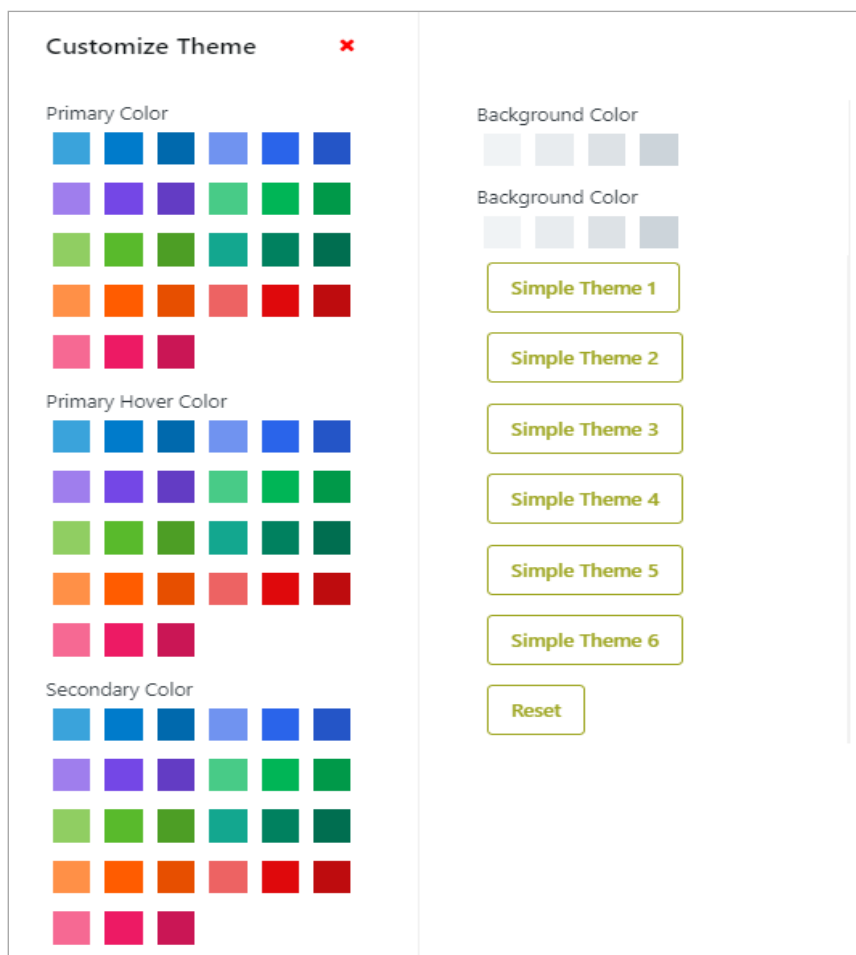 Customize Theme
Primary Color
Primary Hover Color
Secondary Color
Background Color
Background Color
Simple Theme 1
Simple Theme 2
Simple Theme 3
Simple Theme 4
Simple Theme 5
Simple Theme 6
Reset